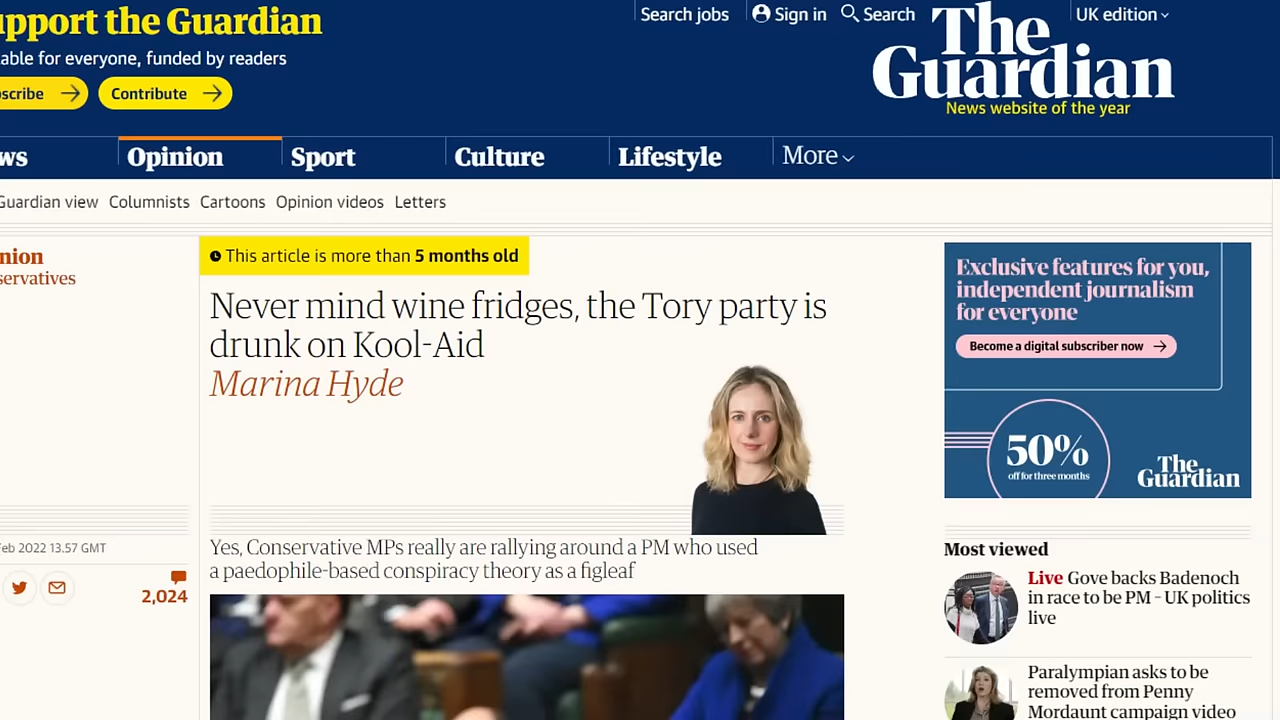 upport the Guardian
able for everyone, funded by readers
scribe
Contribute
Search jobs
Sign in
Search
UK edition
The
Guardian
News website of the year
ws
Opinion
Sport
Culture
Lifestyle
More
Guardian view
Columnists
Cartoons
Opinion videos
Letters
nion
servatives
This article is more than 5 months old
Never mind wine fridges, the Tory party is
drunk on Kool-Aid
Marina Hyde
Feb 2022 13.57 GMT
2,024
Yes, Conservative MPs really are rallying around a PM who used
a paedophile-based conspiracy theory as a figleaf
Exclusive features for you,
independent journalism
for everyone
Become a digital subscriber now
50%
off for three months
The
Guardian
Most viewed
Live Gove backs Badenoch
in race to be PM – UK politics
live
Paralympian asks to be
removed from Penny
Mordaunt campaign video